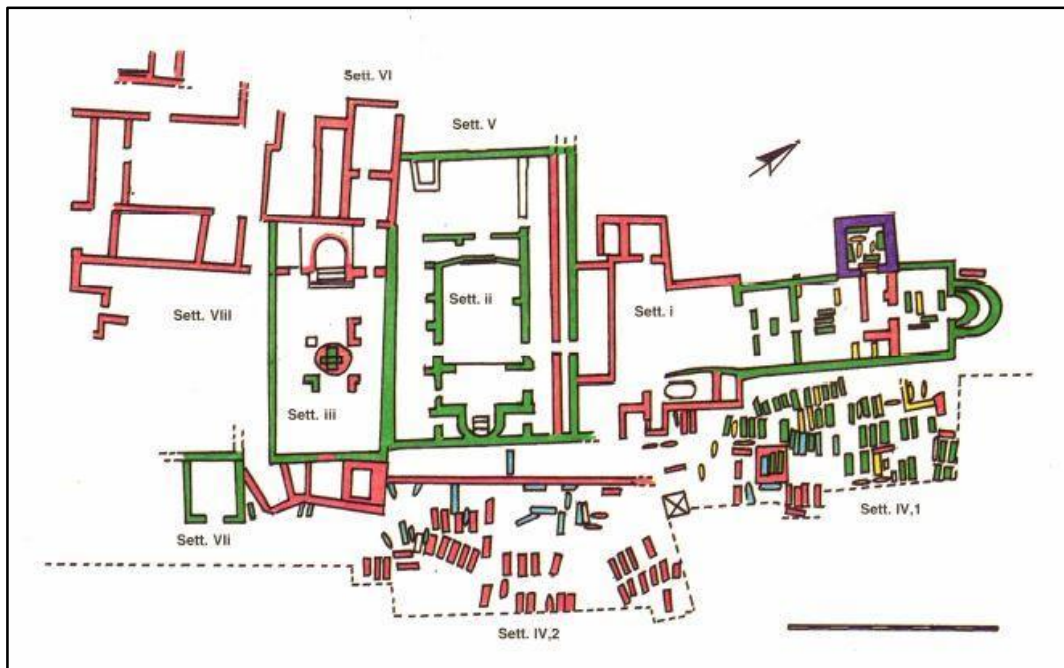 Sett. VI
Sett. V
Sett. VIII
Sett. ii
Sett. i
Sett. iii
Sett. VIi
Sett. IV,1
Sett. IV,2